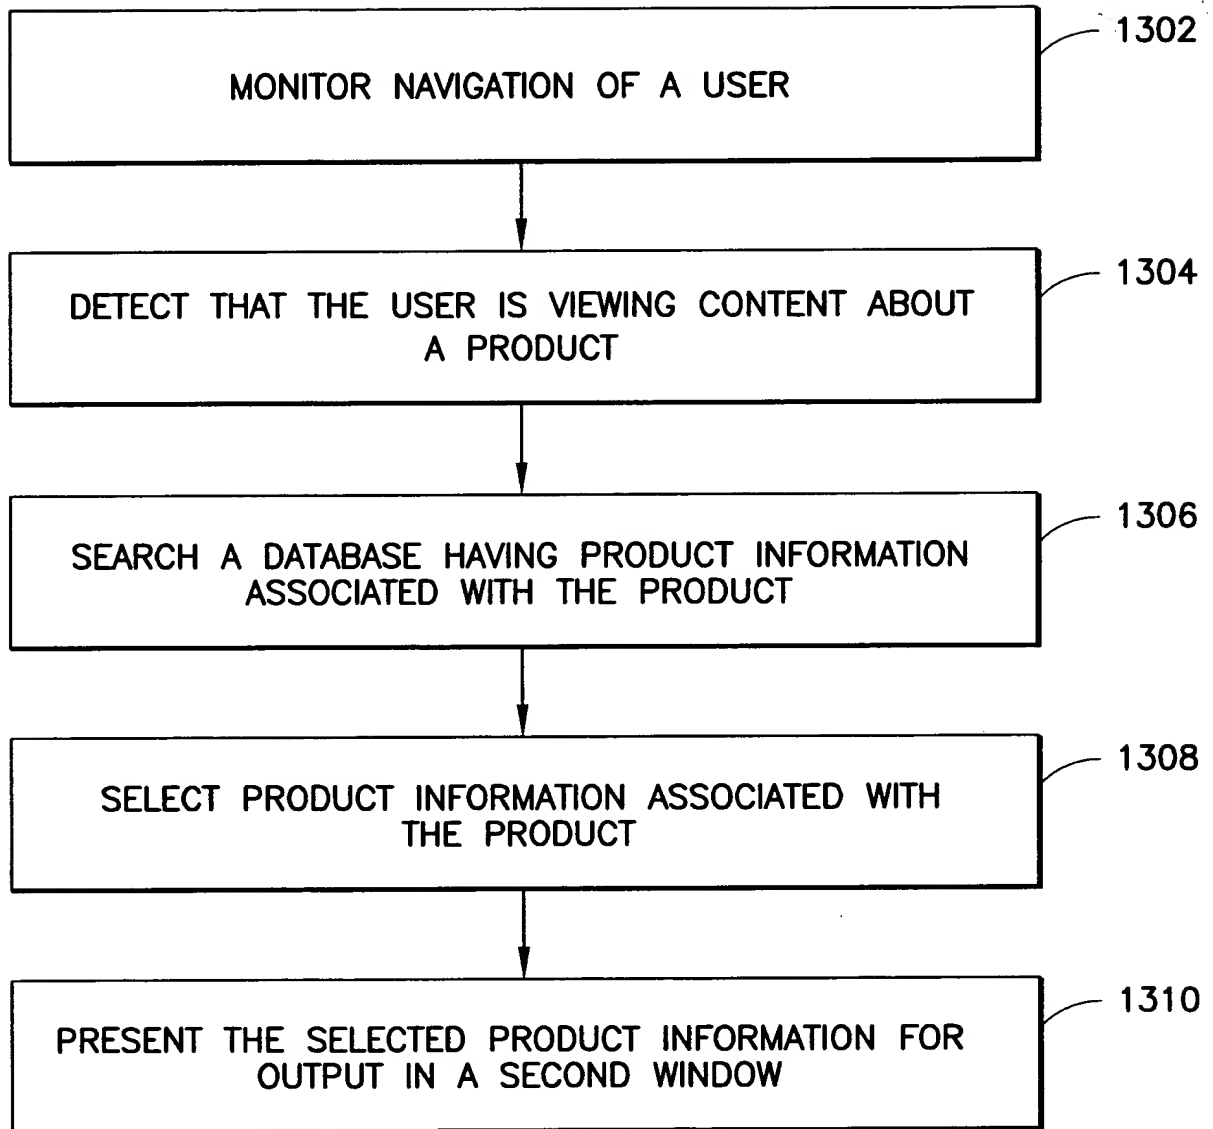 1302
MONITOR NAVIGATION OF A USER
1304
DETECT THAT THE USER IS VIEWING CONTENT ABOUT
A PRODUCT
1306
SEARCH A DATABASE HAVING PRODUCT INFORMATION
ASSOCIATED WITH THE PRODUCT
1308
SELECT PRODUCT INFORMATION ASSOCIATED WITH
THE PRODUCT
1310
PRESENT THE SELECTED PRODUCT INFORMATION FOR
OUTPUT IN A SECOND WINDOW